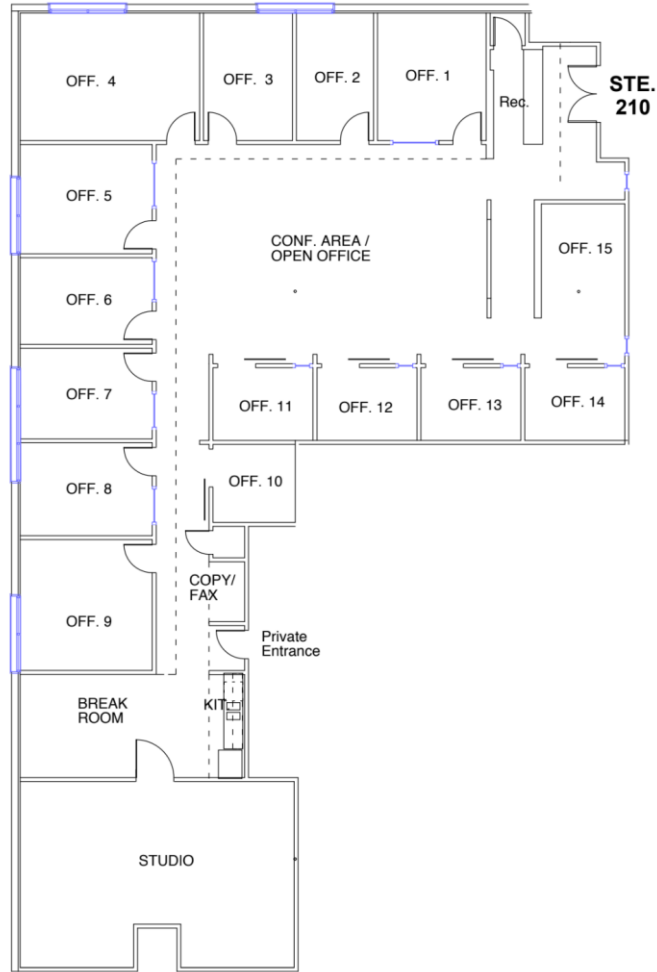 OFF. 4
OFF. 3
OFF. 2
OFF. 1
Rec.
STE.
210
OFF. 5
CONF. AREA /
OPEN OFFICE
OFF. 15
OFF. 6
OFF. 7
OFF. 11
OFF. 12
OFF. 13
OFF. 14
OFF. 8
OFF. 10
COPY/
FAX
OFF. 9
Private
Entrance
BREAK
ROOM
KIT.
STUDIO